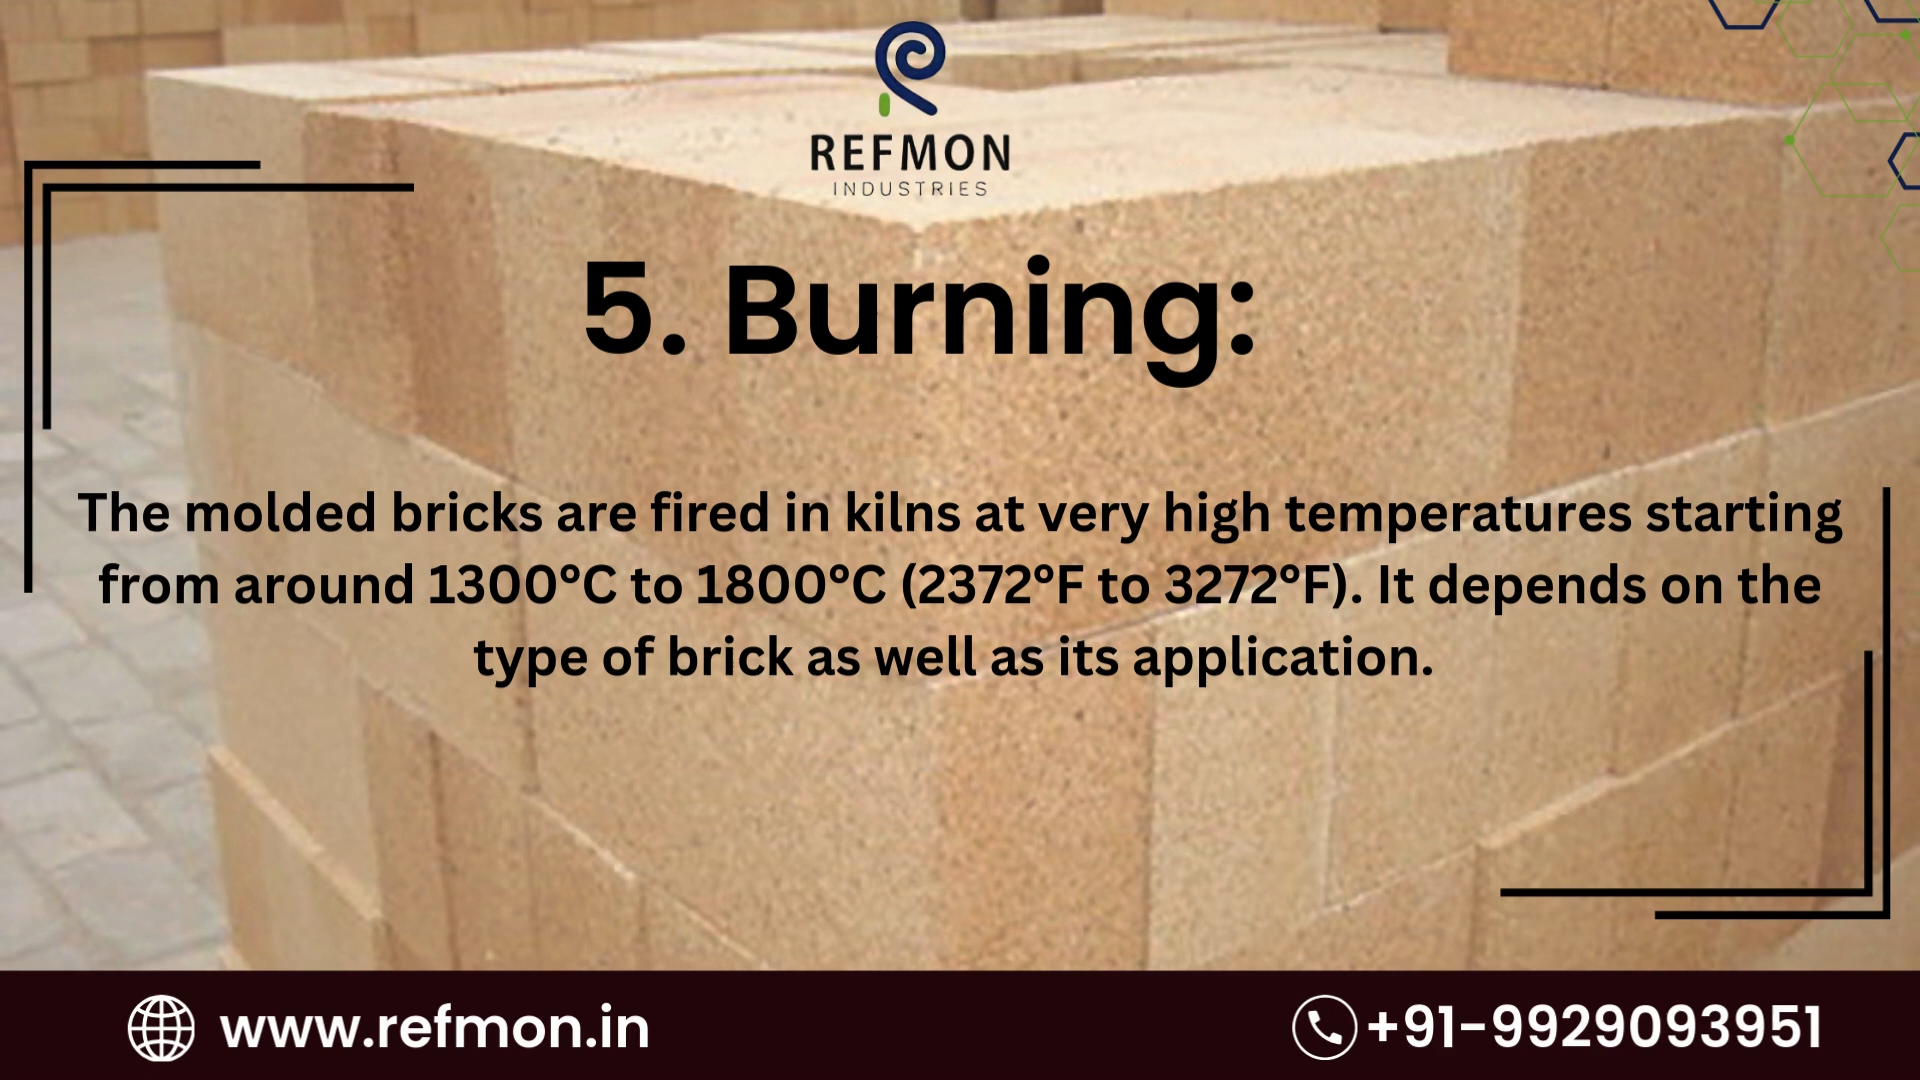 REFMON
INDUSTRIES
5. Burning:
The molded bricks are fired in kilns at very high temperatures starting
from around 1300°C to 1800°C (2372°F to 3272°F). It depends on the
type of brick as well as its application.
www.refmon.in
+91-9929093951